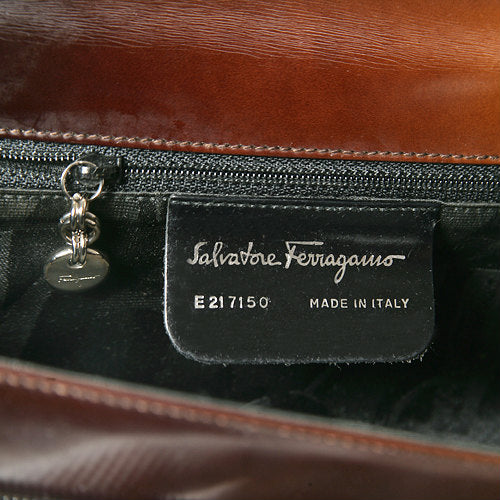 Salvatore Ferragamo
E217150 MADE IN ITALY